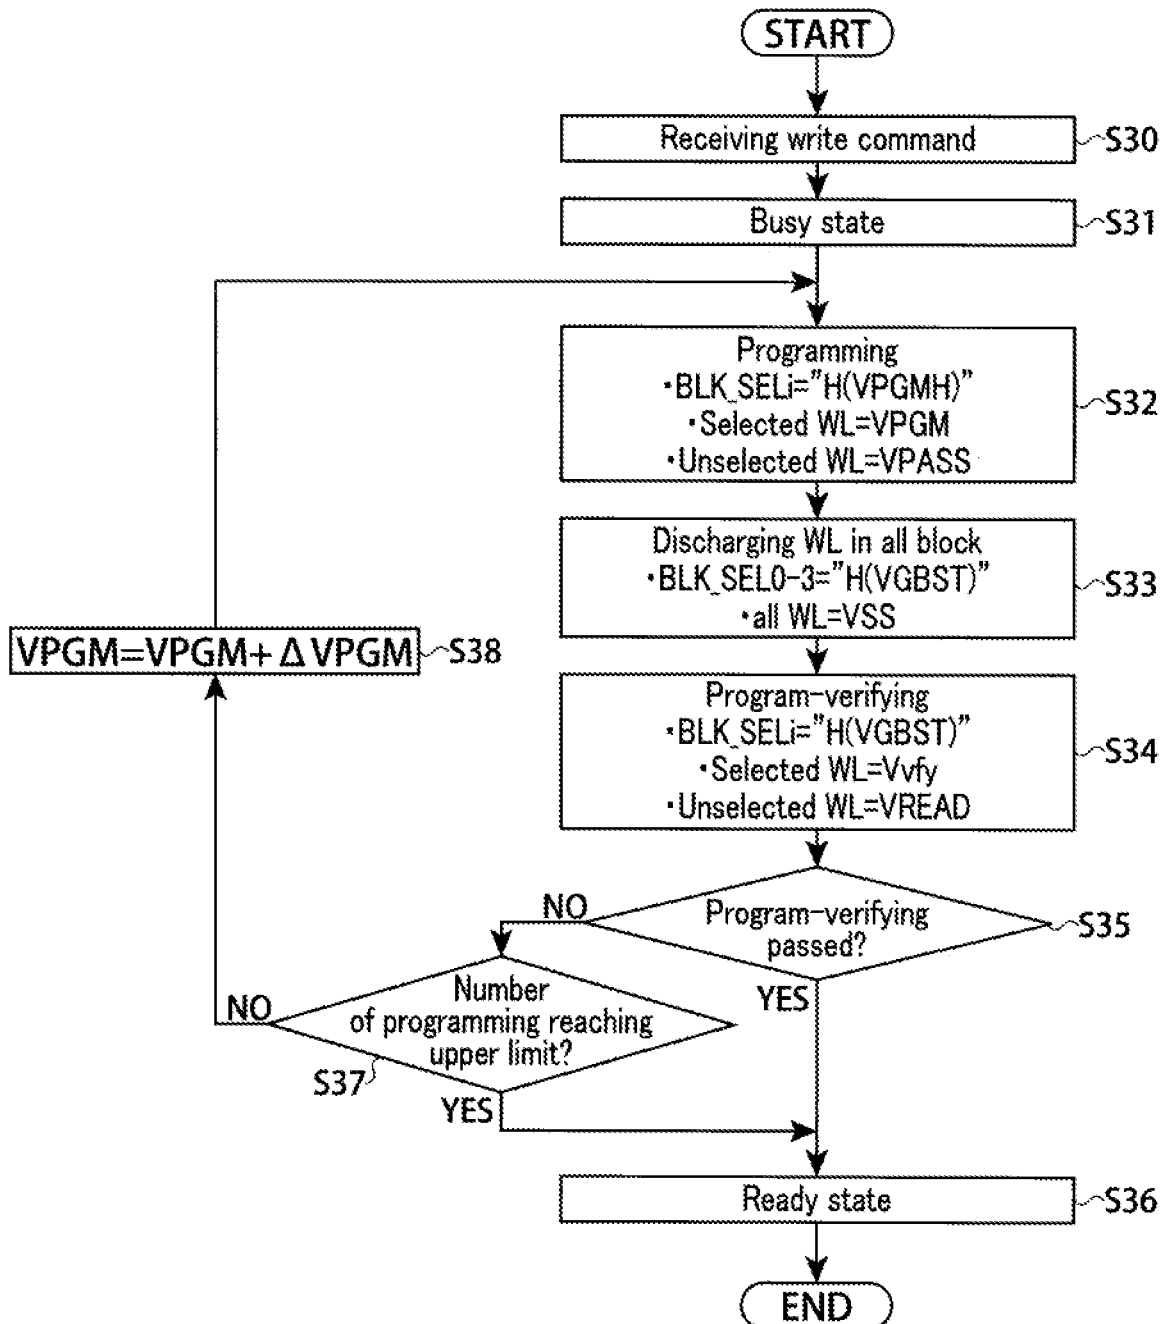 START
Receiving write command
S30
Busy state
S31
Programming
・BLK_SELi="H(VPGMH)"
・Selected WL=VPGM
・Unselected WL=VPASS
S32
Discharging WL in all block
・BLK_SEL0-3="H(VGBST)"
・all WL=VSS
S33
VPGM=VPGM+ΔVPGM
S38
Program-verifying
・BLK_SELi="H(VGBST)"
・Selected WL=Vvfy
・Unselected WL=VREAD
S34
NO
Program-verifying
passed?
S35
YES
NO
Number
of programming reaching
upper limit?
S37
YES
Ready state
S36
END